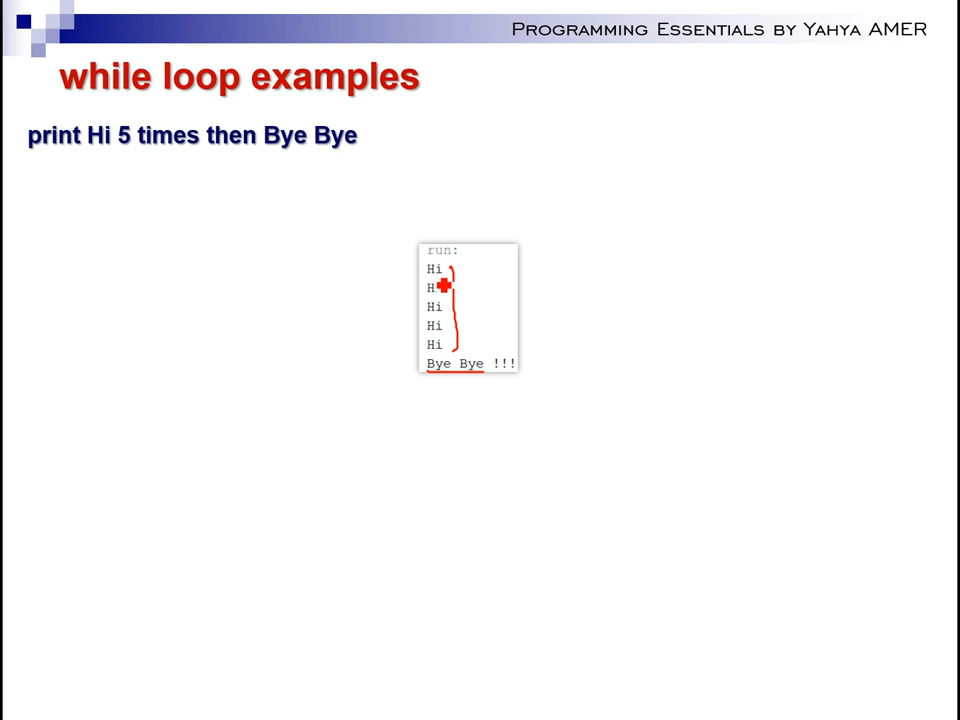 Programming Essentials by Yahya AMER
while loop examples
print Hi 5 times then Bye Bye
run:
Hi
H
Hi
Hi
Hi
Bye Bye !!!